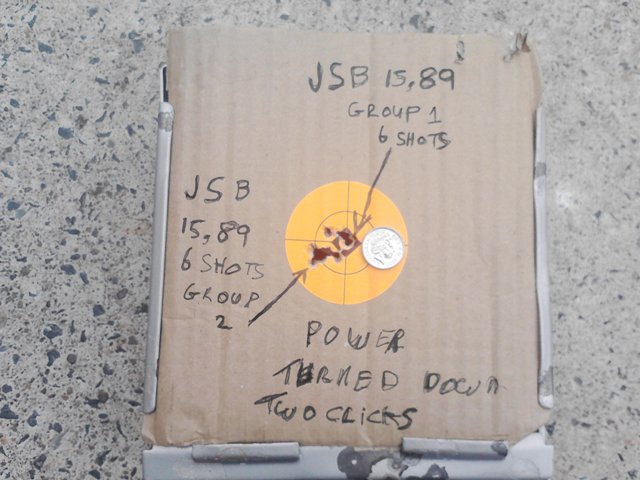 JSB 15,89
GROUP 1
6 SHOTS
JSB
15,89
6 SHOTS
GROUP
2
POWER
TURNED DOWN
TWO CLICKS